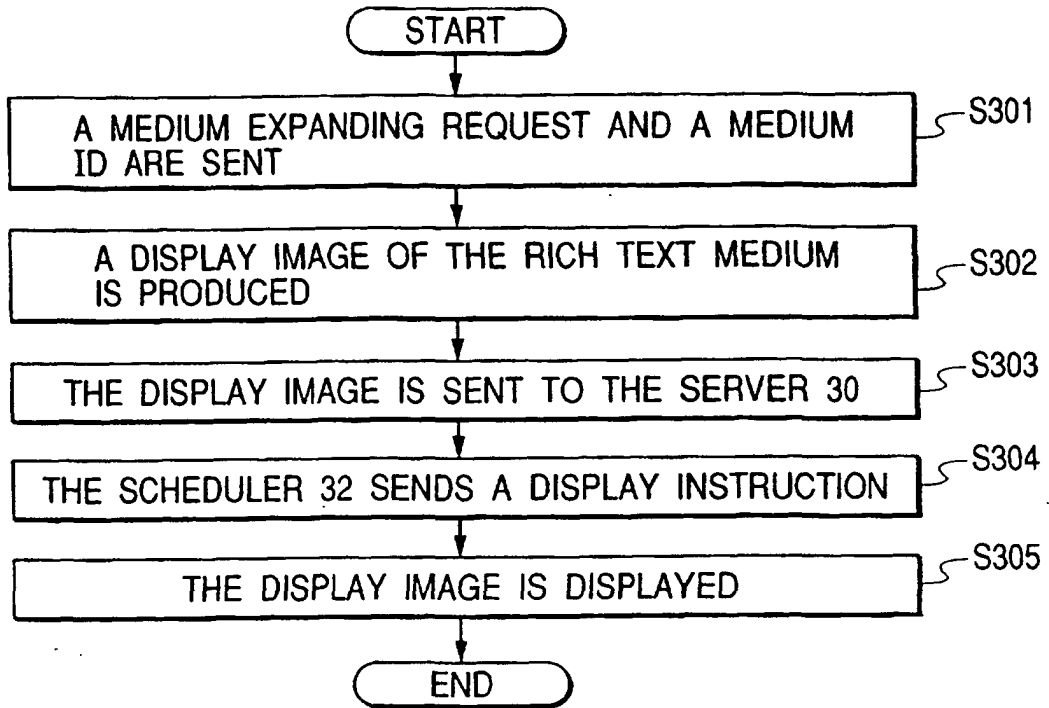 START
A MEDIUM EXPANDING REQUEST AND A MEDIUM
ID ARE SENT
S301
A DISPLAY IMAGE OF THE RICH TEXT MEDIUM
IS PRODUCED
S302
THE DISPLAY IMAGE IS SENT TO THE SERVER 30
S303
THE SCHEDULER 32 SENDS A DISPLAY INSTRUCTION
S304
THE DISPLAY IMAGE IS DISPLAYED
S305
END